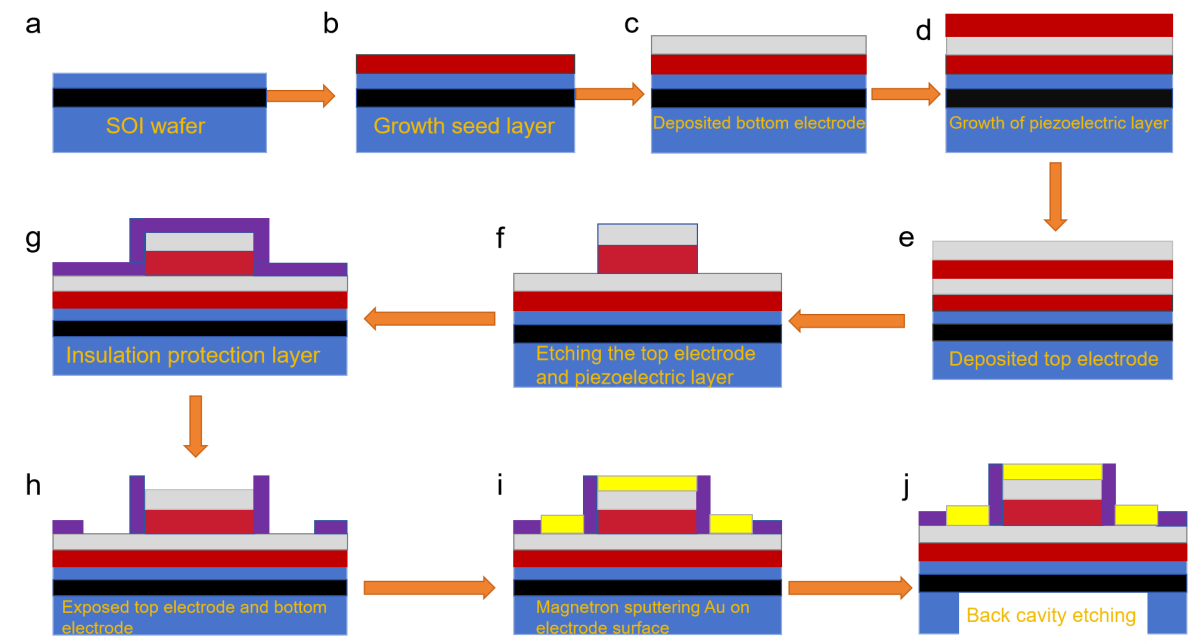 a
SOI wafer
b
Growth seed layer
c
Deposited bottom electrode
d
Growth of piezoelectric layer
e
Deposited top electrode
f
Etching the top electrode
and piezoelectric layer
g
Insulation protection layer
h
Exposed top electrode and bottom
electrode
i
Magnetron sputtering Au on
electrode surface
j
Back cavity etching